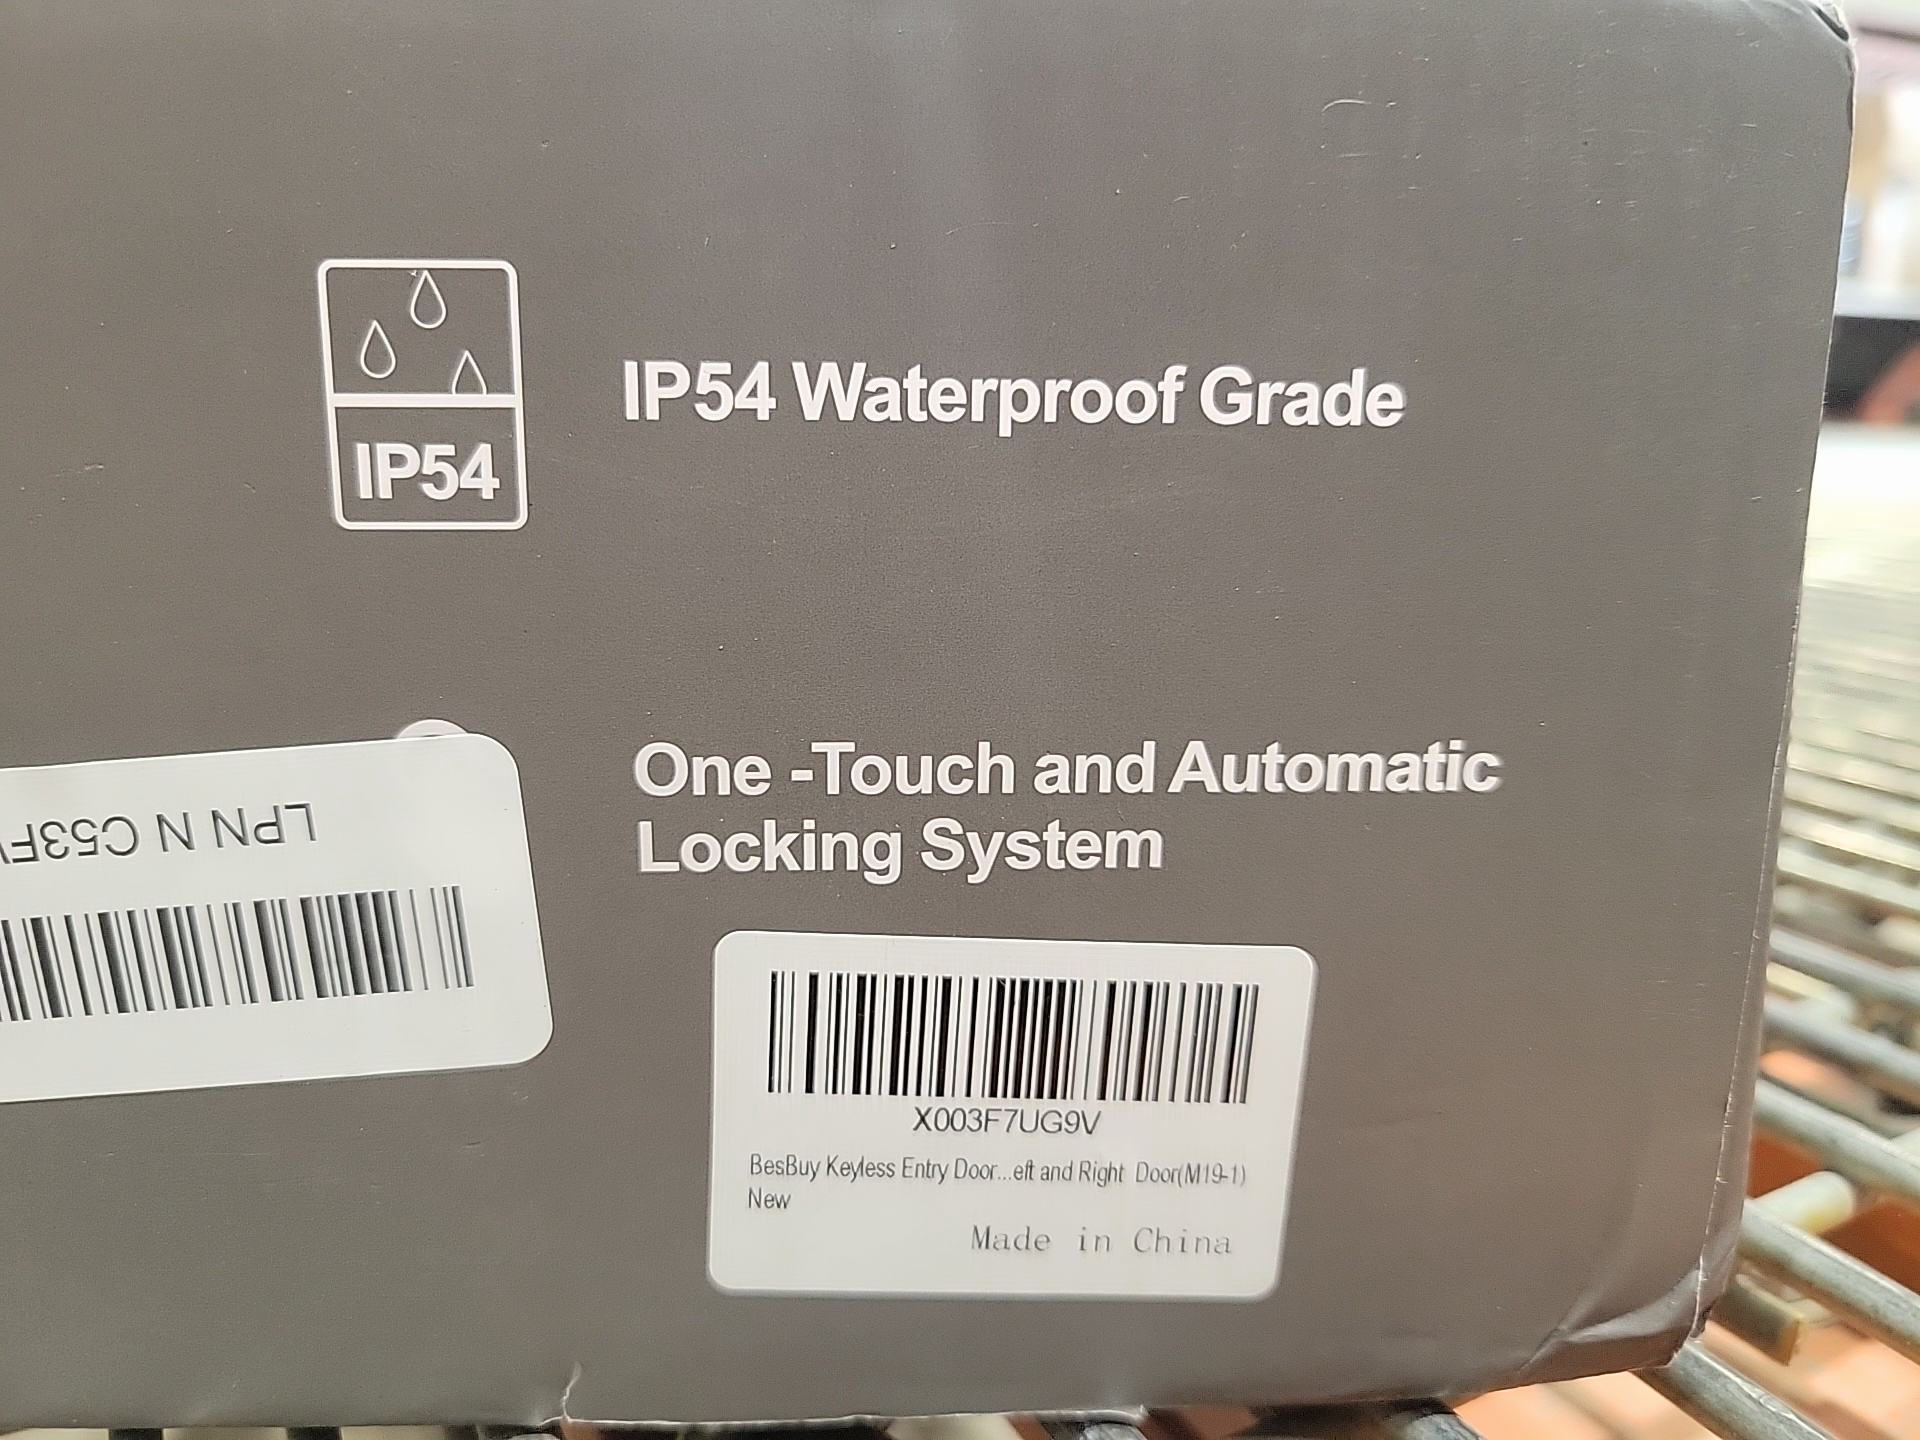 IP54
IP54 Waterproof Grade
One -Touch and Automatic
Locking System
LPN N C53F
X003F7UG9V
BesBuy Keyless Entry Door...eft and Right Door(M19-1)
New
Made in China